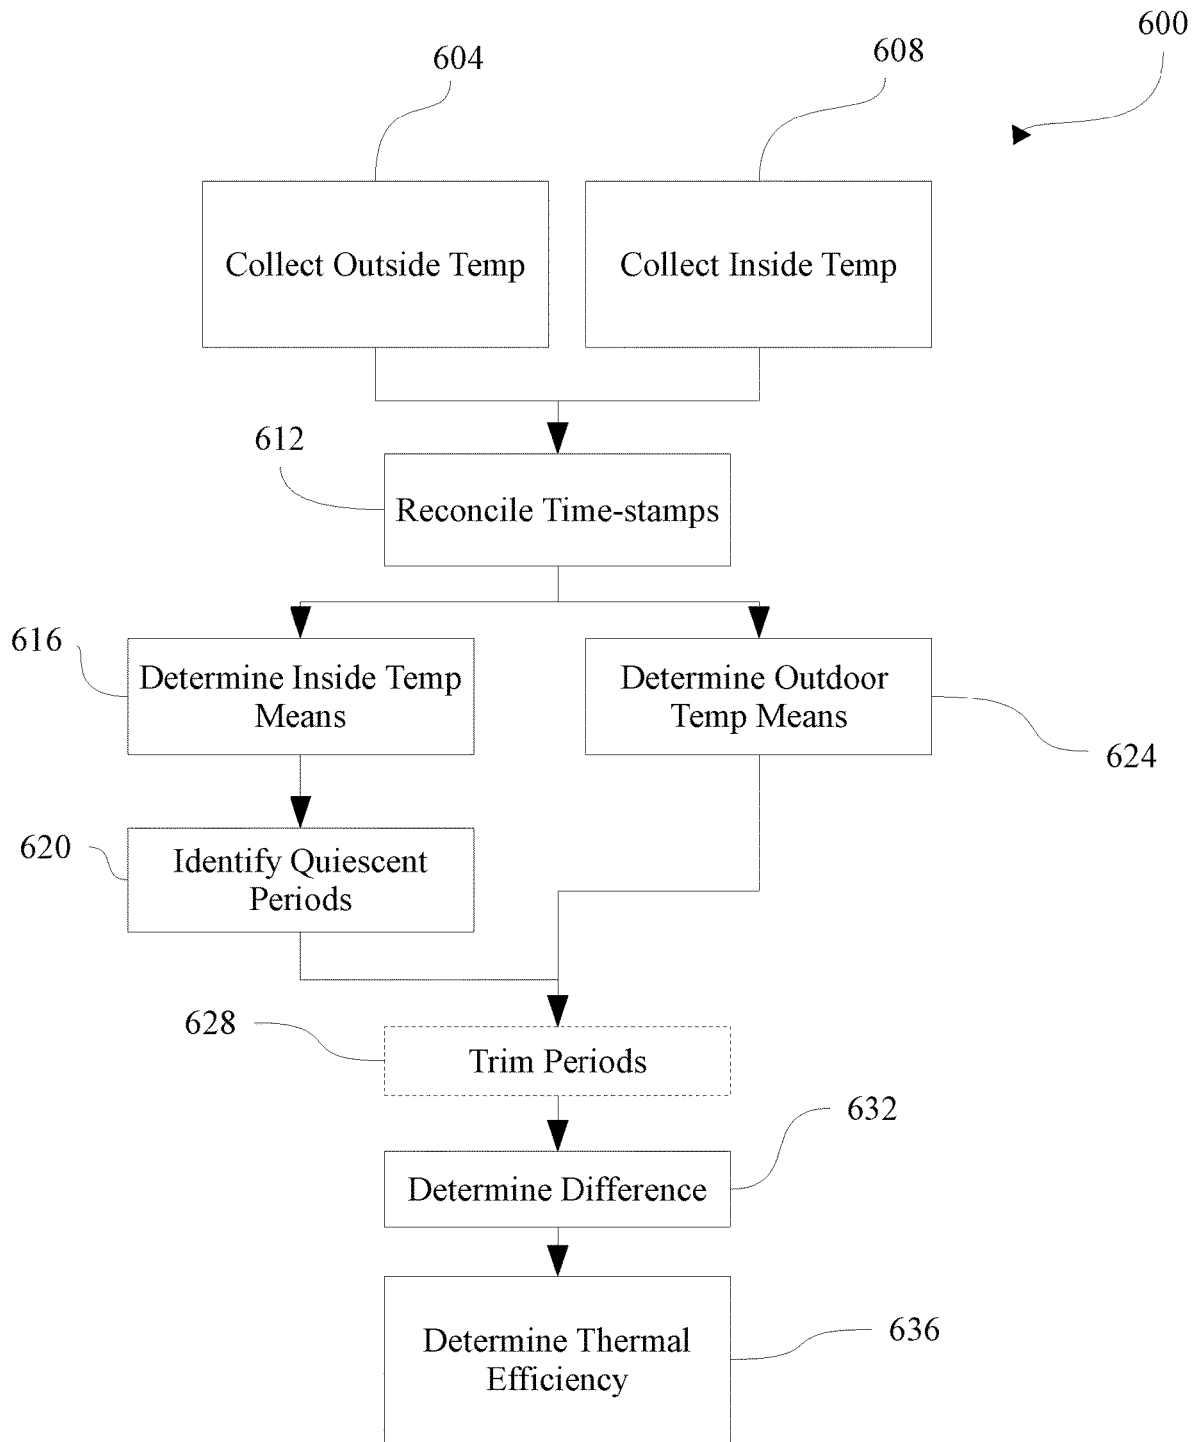 600
604
608
Collect Outside Temp
Collect Inside Temp
612
Reconcile Time-stamps
616
Determine Inside Temp
Means
Determine Outdoor
Temp Means
624
620
Identify Quiescent
Periods
628
Trim Periods
632
Determine Difference
636
Determine Thermal
Efficiency